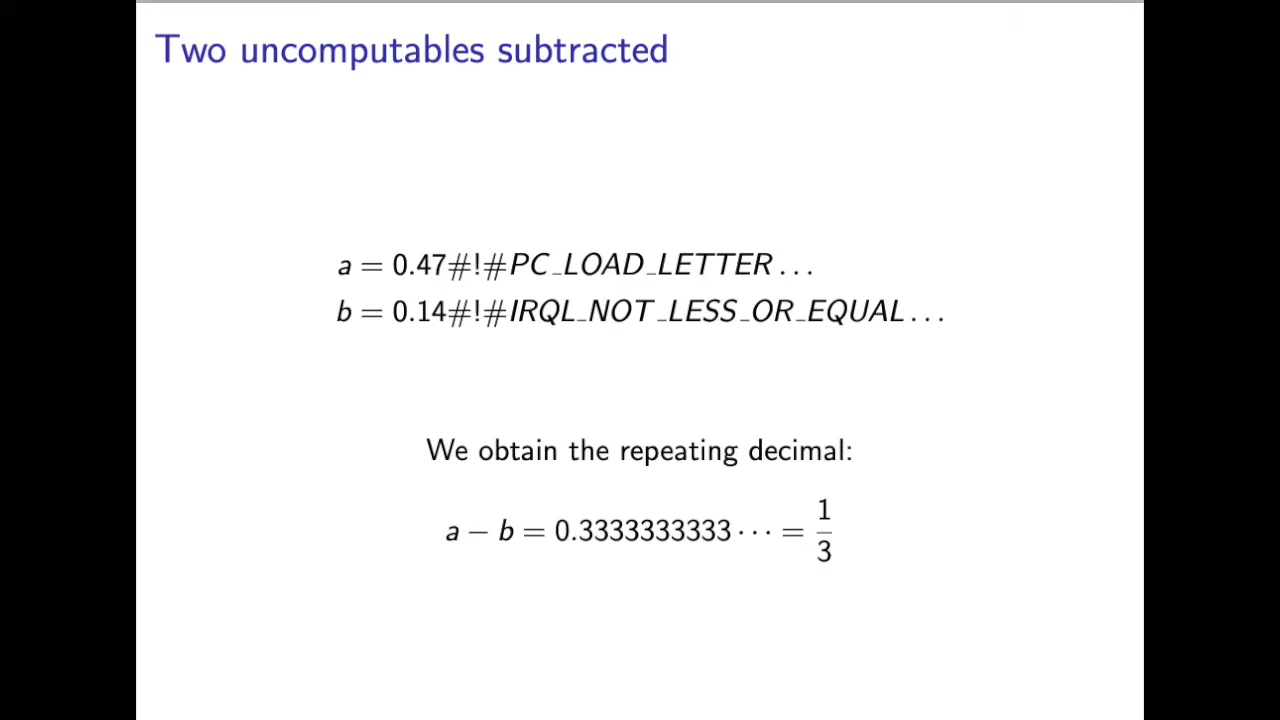 Two uncomputables subtracted
a = 0.47#!#PC_LOAD_LETTER . . .
b = 0.14#!#IRQL_NOT_LESS_OR_EQUAL . . .
We obtain the repeating decimal:
a − b = 0.3333333333 · · · = 1/3